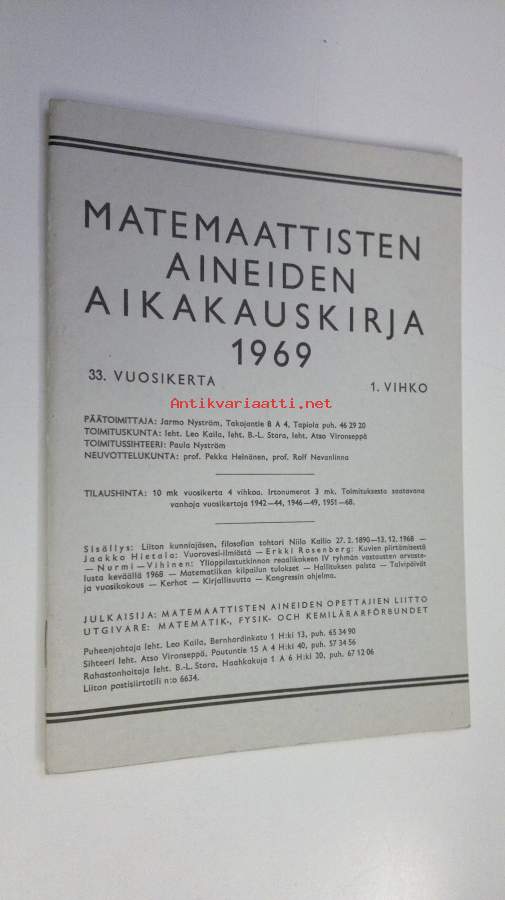 MATEMAATTISTEN
AINEIDEN
AIKAKAUSKIRJA
1969
33. VUOSIKERTA 1. VIHKO
Antikvariaatti.net
PÄÄTOIMITTAJA: Jarmo Nyström, Takojantie 8 A 4, Tapiola puh. 46 29 20
TOIMITUSKUNTA: leht. Leo Kaila, leht. B.-L. Stara, leht. Atso Vironseppä
TOIMITUSSIHTEERI: Paula Nyström
NEUVOTTELUKUNTA: prof. Pekka Heinänen, prof. Rolf Nevanlinna
TILAUSHINTA: 10 mk vuosikerta 4 vihkoa. Irtonumerot 3 mk, Toimituksesta saatavana
vanhoja vuosikertoja 1942—44, 1946—49, 1951—68.
Sisällys: Liiton kunniajäsen, filosofian tohtori Niilo Kallio 27. 2. 1890—13. 12. 1968 —
Jaakko Hietala: Vuorovesi-ilmiöstä — Erkki Rosenberg: Kuvien piirtämisestä
— Nurmi — Vihinen: Ylioppilastutkinnon reaalikokeen IV ryhmän vastausten arvoste-
lusta keväällä 1968 — Matematiikan kilpailun tulokset — Hallituksen palsta — Talvipäivät
ja vuosikokous — Kerhot — Kirjallisuutta — Kongressin ohjelma.
JULKAISIJA: MATEMAATTISTEN AINEIDEN OPETTAJIEN LIITTO
UTGIVARE: MATEMATIK-, FYSIK- OCH KEMILÄRARFÖRBUNDET
Puheenjohtaja leht. Leo Kaila, Bernhardinkatu 1 H:ki 13, puh. 65 34 90
Sihteeri leht. Atso Vironseppä, Poutuntie 15 A 4 H:ki 40, puh. 57 34 56
Rahastonhoitaja leht. B.-L. Stara, Haahkakuja 1 A 6 H:ki 20, puh. 67 12 06
Liiton postisiirtotili n:o 6634.